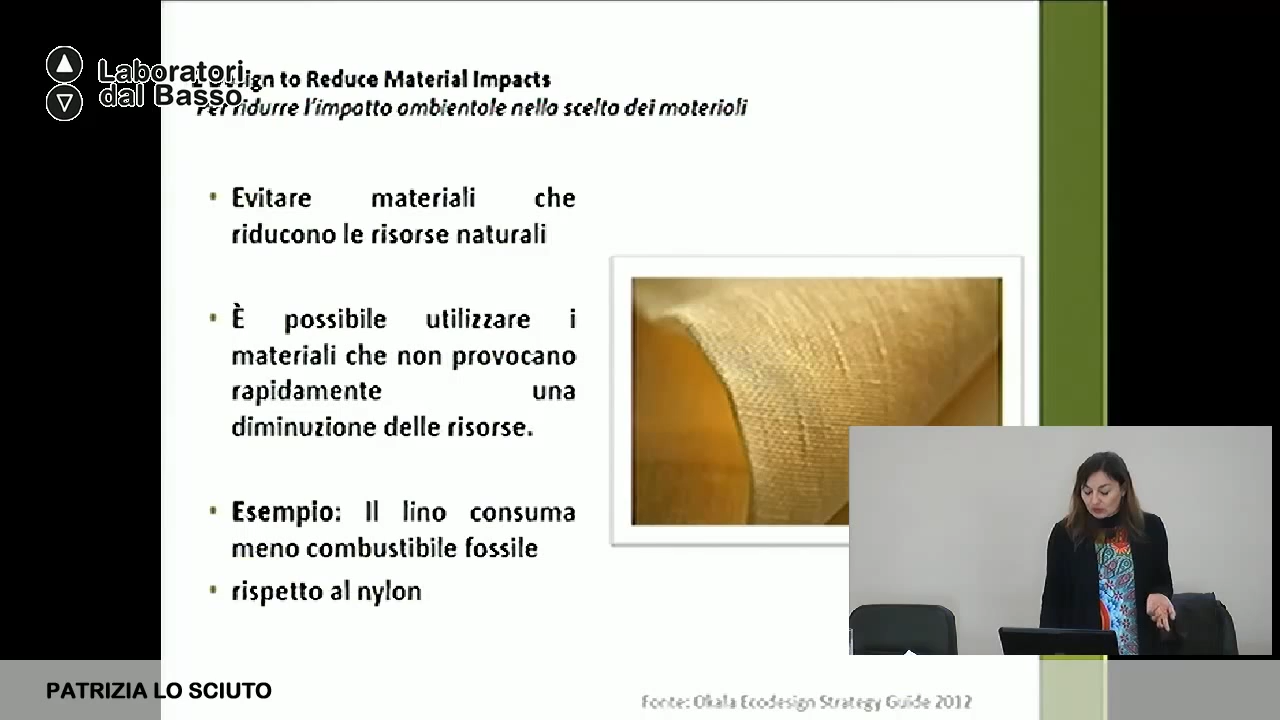 Laboratori
dal Basso
Design to Reduce Material Impacts
Per ridurre l'impatto ambientale nella scelta dei materiali
• Evitare materiali che
riducono le risorse naturali
• È possibile utilizzare i
materiali che non provocano
rapidamente una
diminuzione delle risorse.
• Esempio: Il lino consuma
meno combustibile fossile
• rispetto al nylon
PATRIZIA LO SCIUTO
Fonte: Okala Ecodesign Strategy Guide 2012